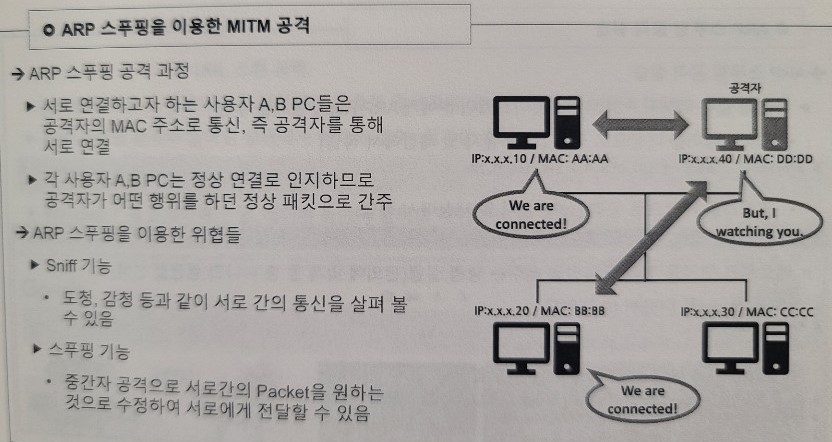 ○ ARP 스푸핑을 이용한 MITM 공격
→ ARP 스푸핑 공격 과정
▶ 서로 연결하고자 하는 사용자 A,B PC들은
공격자의 MAC 주소로 통신, 즉 공격자를 통해
서로 연결
▶ 각 사용자 A,B PC는 정상 연결로 인지하므로
공격자가 어떤 행위를 하던 정상 패킷으로 간주
→ ARP 스푸핑을 이용한 위협들
▶ Sniff 기능
• 도청, 감청 등과 같이 서로 간의 통신을 살펴 볼
수 있음
▶ 스푸핑 기능
• 중간자 공격으로 서로간의 Packet을 원하는
것으로 수정하여 서로에게 전달할 수 있음
공격자
IP:x.x.x.10 / MAC: AA:AA
IP:x.x.x.40 / MAC: DD:DD
We are
connected!
But, I
watching you.
IP:x.x.x.20 / MAC: BB:BB
IP:x.x.x.30 / MAC: CC:CC
We are
connected!